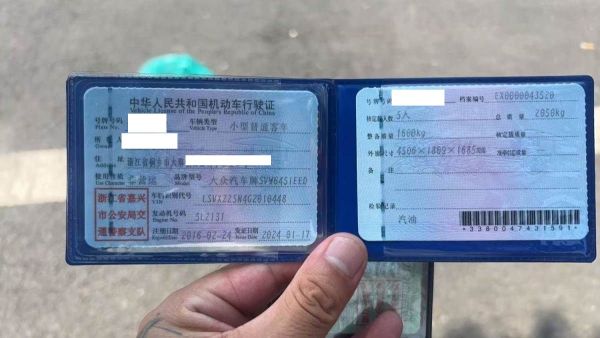 中华人民共和国机动车行驶证
Vehicle License of the People's Republic of China
号牌号码
Plate No.
车辆类型 小型普通客车
Vehicle Type
所
Owner
住 址 浙江省桐乡市大麻
Address
使用性质 非营运
Use Character
品牌型号 大众汽车牌SVW6451EED
Model
浙江省嘉兴
市公安局交
通警察支队
车辆识别代号 LSVXZ25N4G2010448
VIN
发动机号码 SLZ131
Engine No.
注册日期 2016-02-24
Register Date
发证日期 2024-01-17
Issue Date
号牌号码
档案编号 EX0000043520
核定载人数 5人
总 质 量 2050kg
整备质量 1600kg
核定载质量
外廓尺寸 4506×1809×1685
准牵引总质量
备 注
检验记录
汽油
*3380047431591*